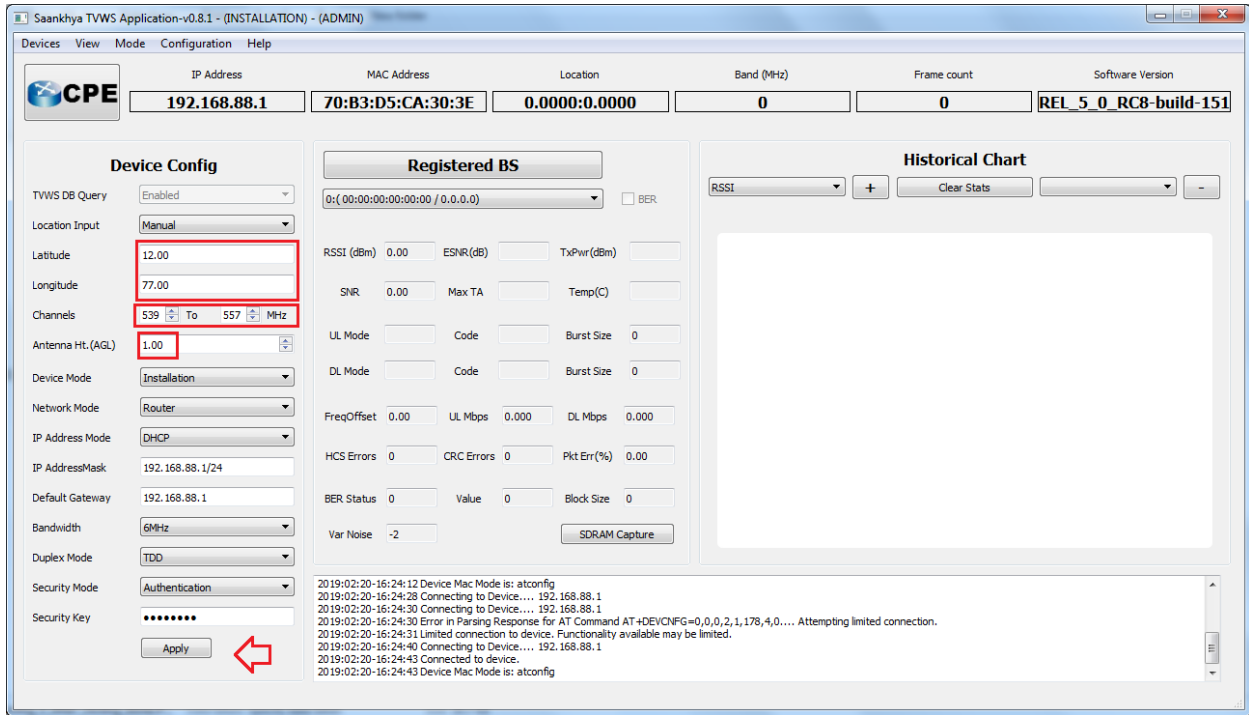 Saankhya TVWS Application-v0.8.1 - (INSTALLATION) - (ADMIN)
Devices View Mode Configuration Help
CPE
IP Address MAC Address Location Band (MHz) Frame count Software Version
192.168.88.1 70:B3:D5:CA:30:3E 0.0000:0.0000 0 0 REL_5_0_RC8-build-151
Device Config
TVWS DB Query Enabled
Location Input Manual
Latitude 12.00
Longitude 77.00
Channels 539 To 557 MHz
Antenna Ht.(AGL) 1.00
Device Mode Installation
Network Mode Router
IP Address Mode DHCP
IP AddressMask 192.168.88.1/24
Default Gateway 192.168.88.1
Bandwidth 6MHz
Duplex Mode TDD
Security Mode Authentication
Security Key ••••••••
Apply
Registered BS
0:( 00:00:00:00:00:00 / 0.0.0.0) BER
RSSI (dBm) 0.00 ESNR(dB) TxPwr(dBm)
SNR 0.00 Max TA Temp(C)
UL Mode Code Burst Size 0
DL Mode Code Burst Size 0
FreqOffset 0.00 UL Mbps 0.000 DL Mbps 0.000
HCS Errors 0 CRC Errors 0 Pkt Err(%) 0.00
BER Status 0 Value 0 Block Size 0
Var Noise -2 SDRAM Capture
Historical Chart
RSSI + Clear Stats -
2019:02:20-16:24:12 Device Mac Mode is: atconfig
2019:02:20-16:24:28 Connecting to Device.... 192.168.88.1
2019:02:20-16:24:30 Connecting to Device.... 192.168.88.1
2019:02:20-16:24:30 Error in Parsing Response for AT Command AT+DEVCNFG=0,0,0,2,1,178,4,0.... Attempting limited connection.
2019:02:20-16:24:31 Limited connection to device. Functionality available may be limited.
2019:02:20-16:24:40 Connecting to Device.... 192.168.88.1
2019:02:20-16:24:43 Connected to device.
2019:02:20-16:24:43 Device Mac Mode is: atconfig